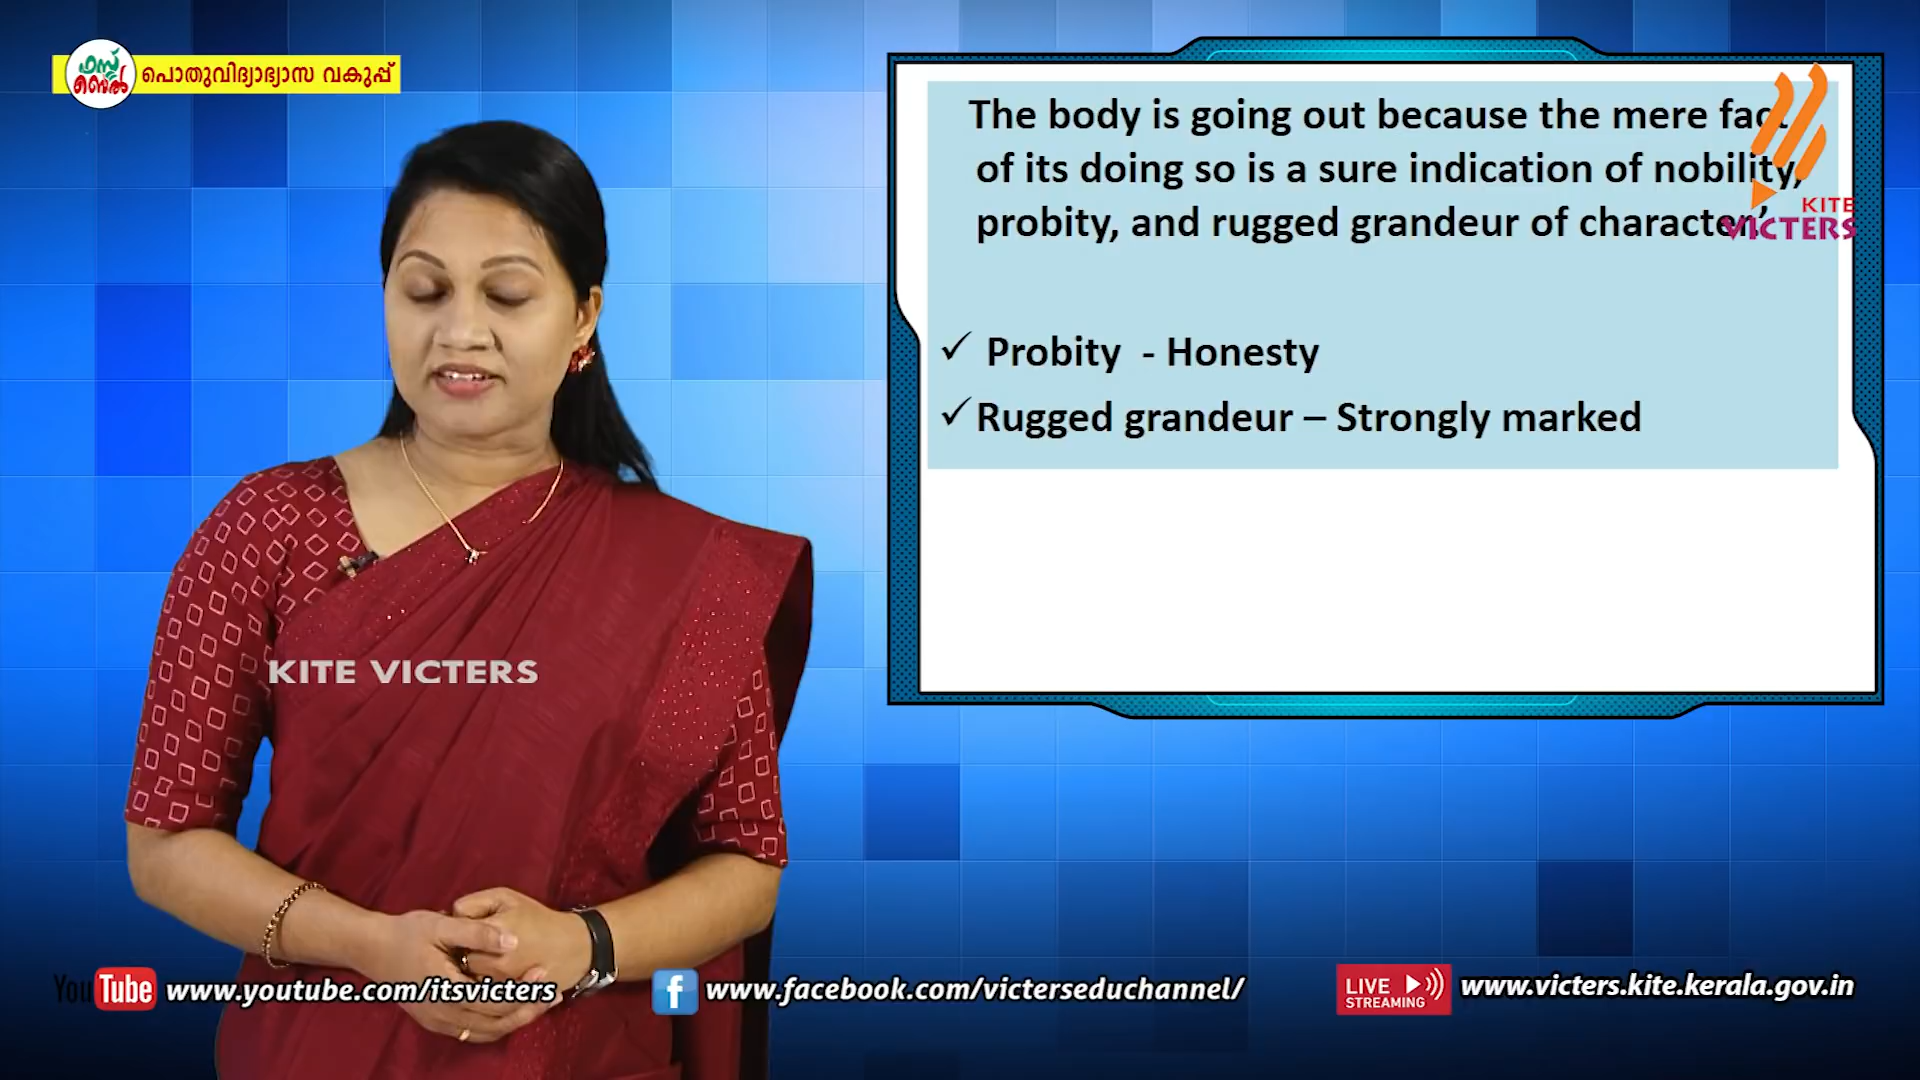 ഫസ്റ്റ്
ബെൽ
പൊതുവിദ്യാഭ്യാസ വകുപ്പ്
The body is going out because the mere fact
of its doing so is a sure indication of nobility,
probity, and rugged grandeur of character.’
KITE
VICTERS
✓ Probity - Honesty
✓ Rugged grandeur – Strongly marked
KITE VICTERS
YouTube www.youtube.com/itsvicters
f www.facebook.com/victerseduchannel/
LIVE
STREAMING
www.victers.kite.kerala.gov.in